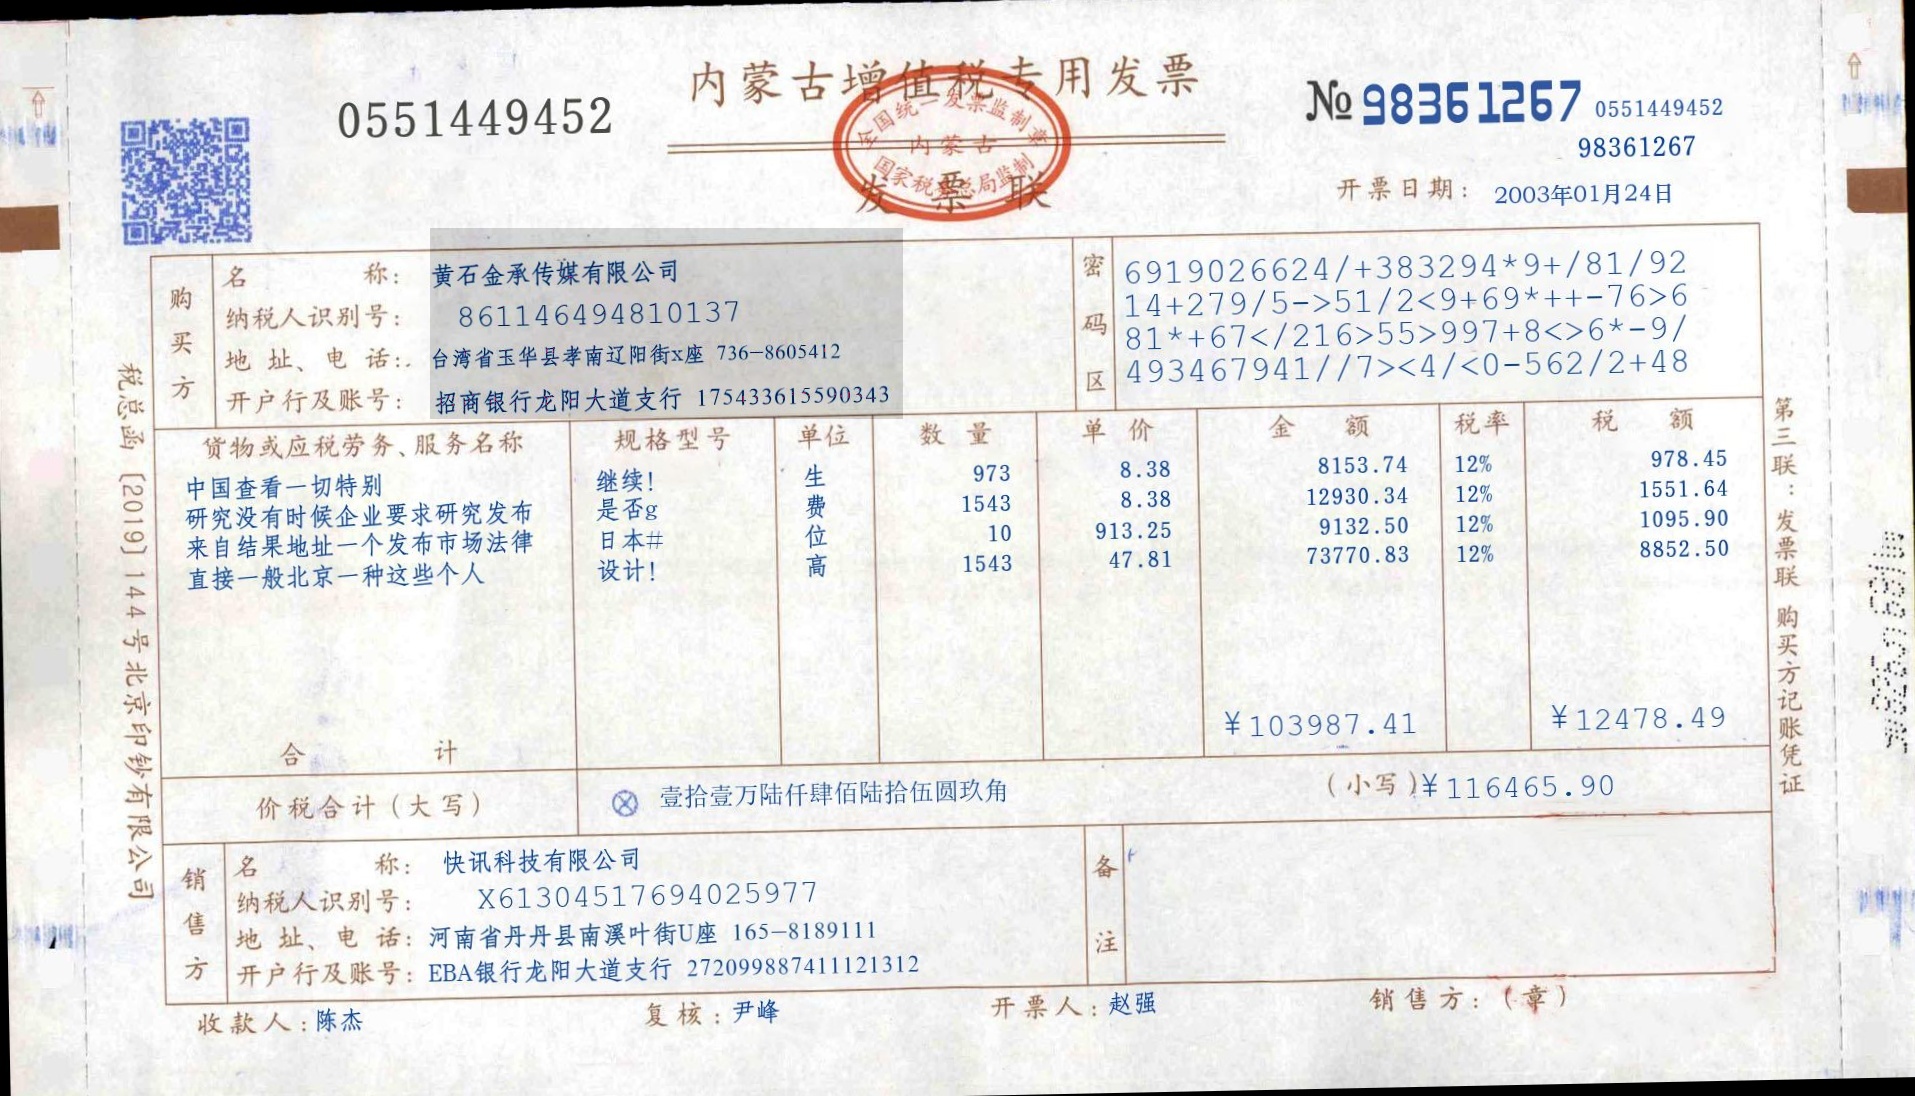 内蒙古增值税专用发票
0551449452
№ 98361267 0551449452
98361267
全国统一发票监制章
内蒙古
国家税务总局监制
发票联
开票日期: 2003年01月24日
购买方
名称: 黄石金承传媒有限公司
纳税人识别号: 861146494810137
地址、电话:. 台湾省玉华县孝南辽阳街x座 736-8605412
开户行及账号: 招商银行龙阳大道支行 175433615590343
密码区
6919026624/+383294*9+/81/92
14+279/5->51/2<9+69*++-76>6
81*+67</216>55>997+8<>6*-9/
493467941//7><4/<0-562/2+48
货物或应税劳务、服务名称 规格型号 单位 数量 单价 金额 税率 税额
中国查看一切特别 继续! 生 973 8.38 8153.74 12% 978.45
研究没有时候企业要求研究发布 是否g 费 1543 8.38 12930.34 12% 1551.64
来自结果地址一个发布市场法律 日本# 位 10 913.25 9132.50 12% 1095.90
直接一般北京一种这些个人 设计! 高 1543 47.81 73770.83 12% 8852.50
合计 ¥103987.41 ¥12478.49
价税合计(大写) ⊗ 壹拾壹万陆仟肆佰陆拾伍圆玖角 (小写)¥116465.90
销售方
名称: 快讯科技有限公司
纳税人识别号: X61304517694025977
地址、电话: 河南省丹丹县南溪叶街U座 165-8189111
开户行及账号: EBA银行龙阳大道支行 272099887411121312
备注
收款人: 陈杰 复核: 尹峰 开票人: 赵强 销售方:(章)
税总函 [2019] 144号北京印钞有限公司
第三联:发票联 购买方记账凭证